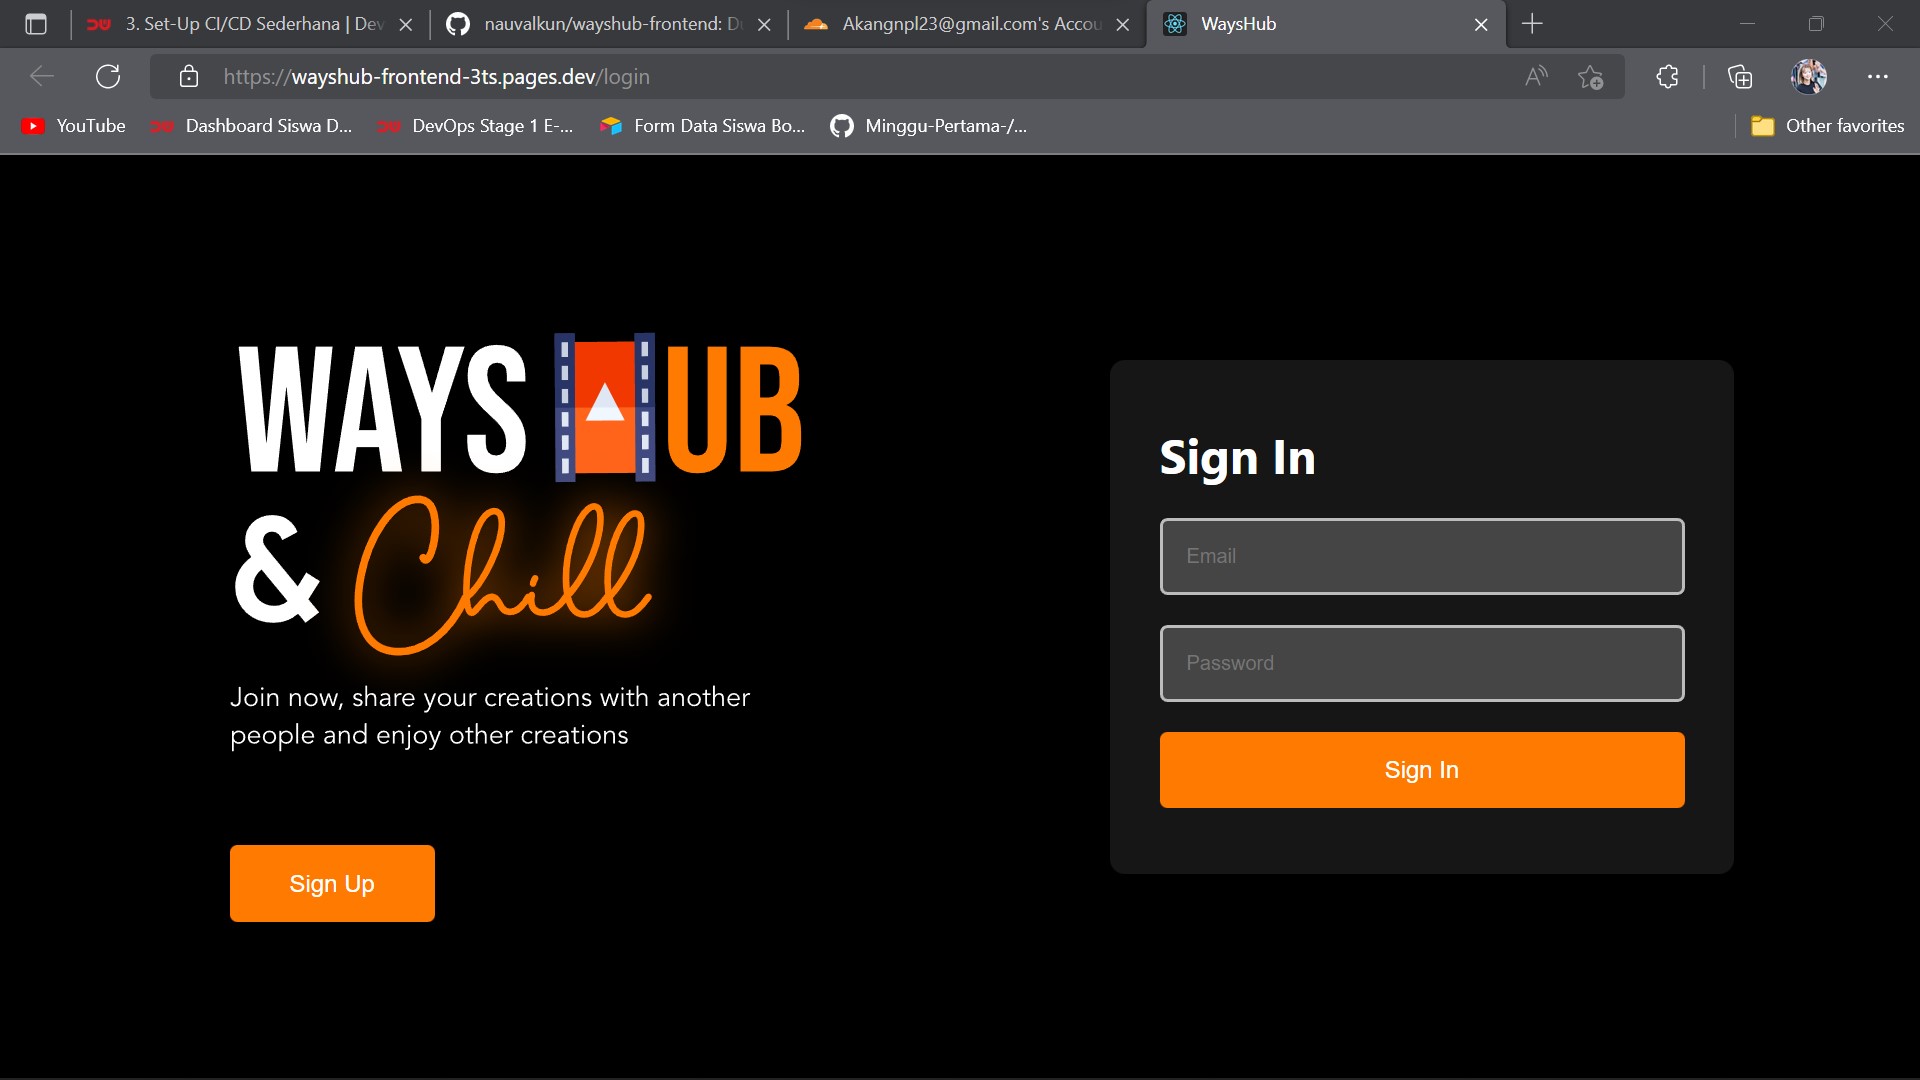 3. Set-Up CI/CD Sederhana | Dev
nauvalkun/wayshub-frontend: D
Akangnpl23@gmail.com's Accou
WaysHub
https://wayshub-frontend-3ts.pages.dev/login
YouTube
Dashboard Siswa D...
DevOps Stage 1 E-...
Form Data Siswa Bo...
Minggu-Pertama-/...
Other favorites
WAYS HUB
& Chill
Join now, share your creations with another
people and enjoy other creations
Sign Up
Sign In
Email
Password
Sign In